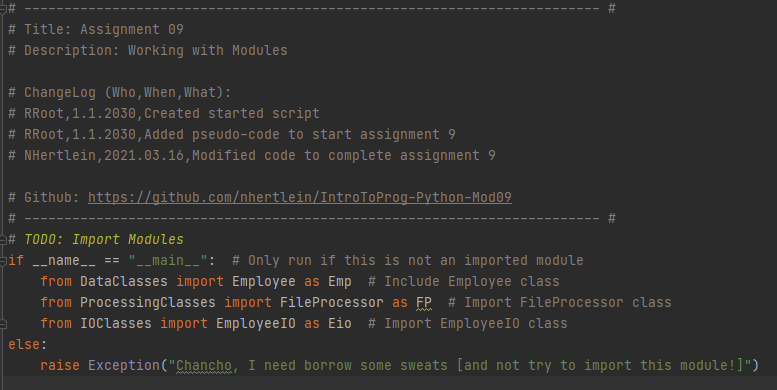 # ------------------------------------------------------------------------ #
# Title: Assignment 09
# Description: Working with Modules
# ChangeLog (Who,When,What):
# RRoot,1.1.2030,Created started script
# RRoot,1.1.2030,Added pseudo-code to start assignment 9
# NHertlein,2021.03.16,Modified code to complete assignment 9
# Github: https://github.com/nhertlein/IntroToProg-Python-Mod09
# ------------------------------------------------------------------------ #
# TODO: Import Modules
if __name__ == "__main__":  # Only run if this is not an imported module
    from DataClasses import Employee as Emp  # Include Employee class
    from ProcessingClasses import FileProcessor as FP  # Import FileProcessor class
    from IOClasses import EmployeeIO as Eio  # Import EmployeeIO class
else:
    raise Exception("Chancho, I need borrow some sweats [and not try to import this module!]")